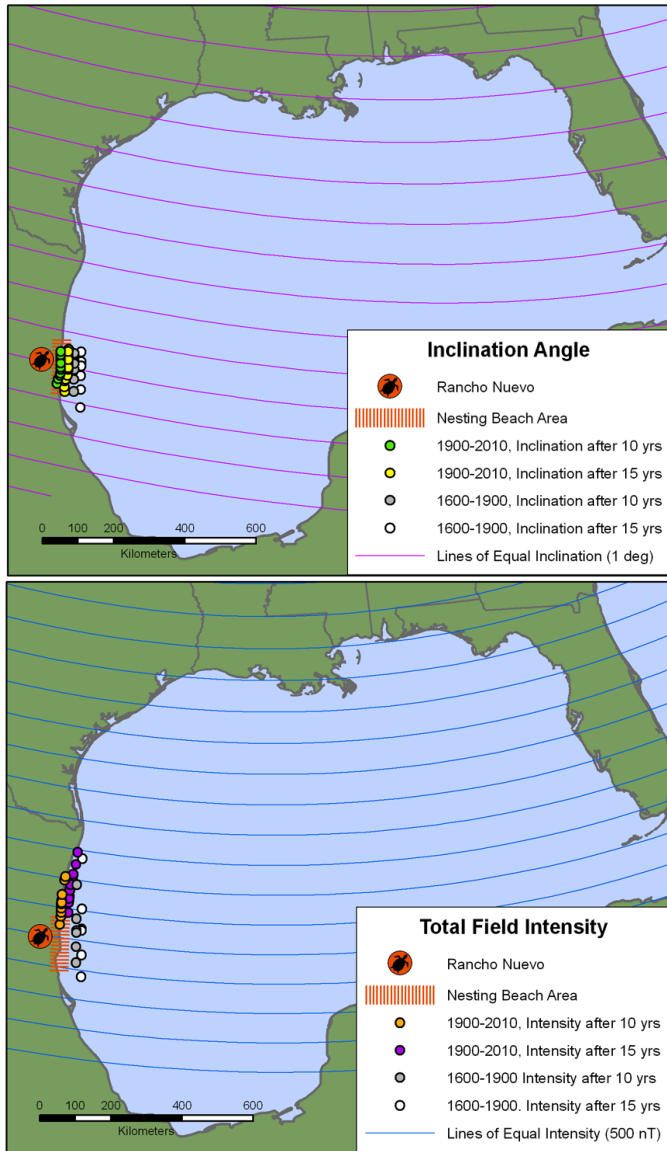 Inclination Angle
Rancho Nuevo
Nesting Beach Area
1900-2010, Inclination after 10 yrs
1900-2010, Inclination after 15 yrs
1600-1900, Inclination after 10 yrs
1600-1900, Inclination after 15 yrs
Lines of Equal Inclination (1 deg)
0 100 200 400 600
Kilometers
Total Field Intensity
Rancho Nuevo
Nesting Beach Area
1900-2010, Intensity after 10 yrs
1900-2010, Intensity after 15 yrs
1600-1900 Intensity after 10 yrs
1600-1900. Intensity after 15 yrs
Lines of Equal Intensity (500 nT)
0 100 200 400 600
Kilometers